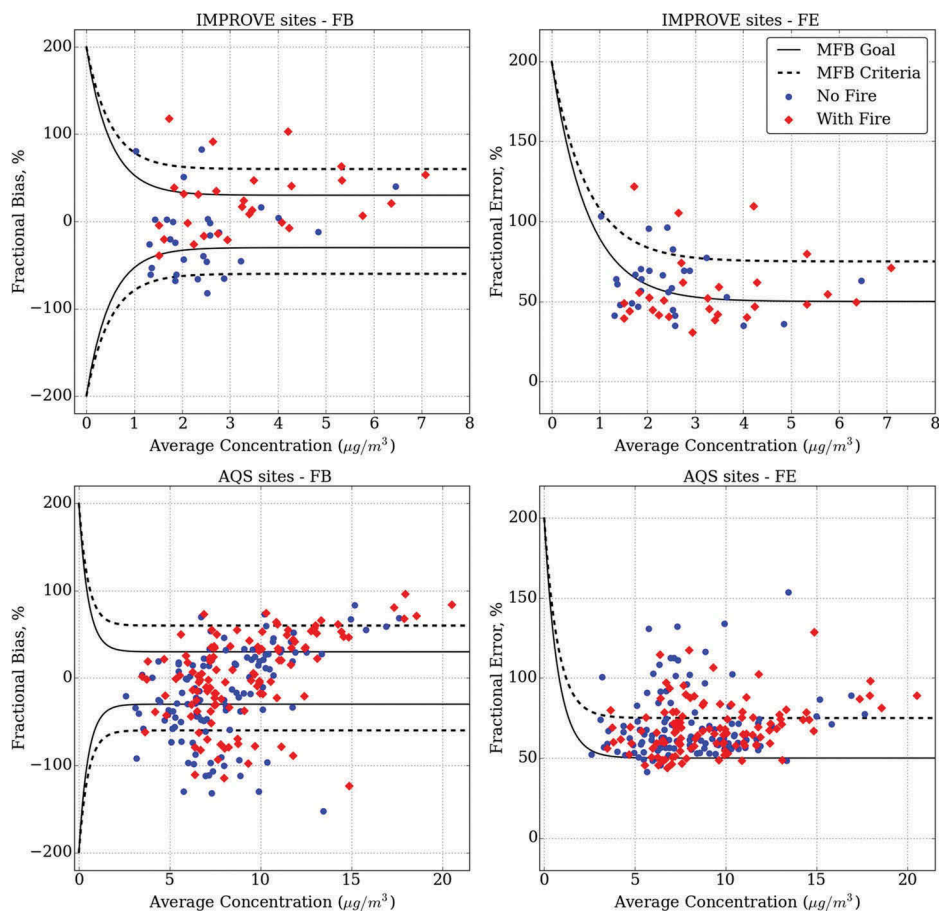 IMPROVE sites - FB
200
100
0
−100
−200
Fractional Bias, %
0 1 2 3 4 5 6 7 8
Average Concentration (μg/m³)
IMPROVE sites - FE
MFB Goal
MFB Criteria
No Fire
With Fire
200
150
100
50
0
Fractional Error, %
0 1 2 3 4 5 6 7 8
Average Concentration (μg/m³)
AQS sites - FB
200
100
0
−100
−200
Fractional Bias, %
0 5 10 15 20
Average Concentration (μg/m³)
AQS sites - FE
200
150
100
50
0
Fractional Error, %
0 5 10 15 20
Average Concentration (μg/m³)